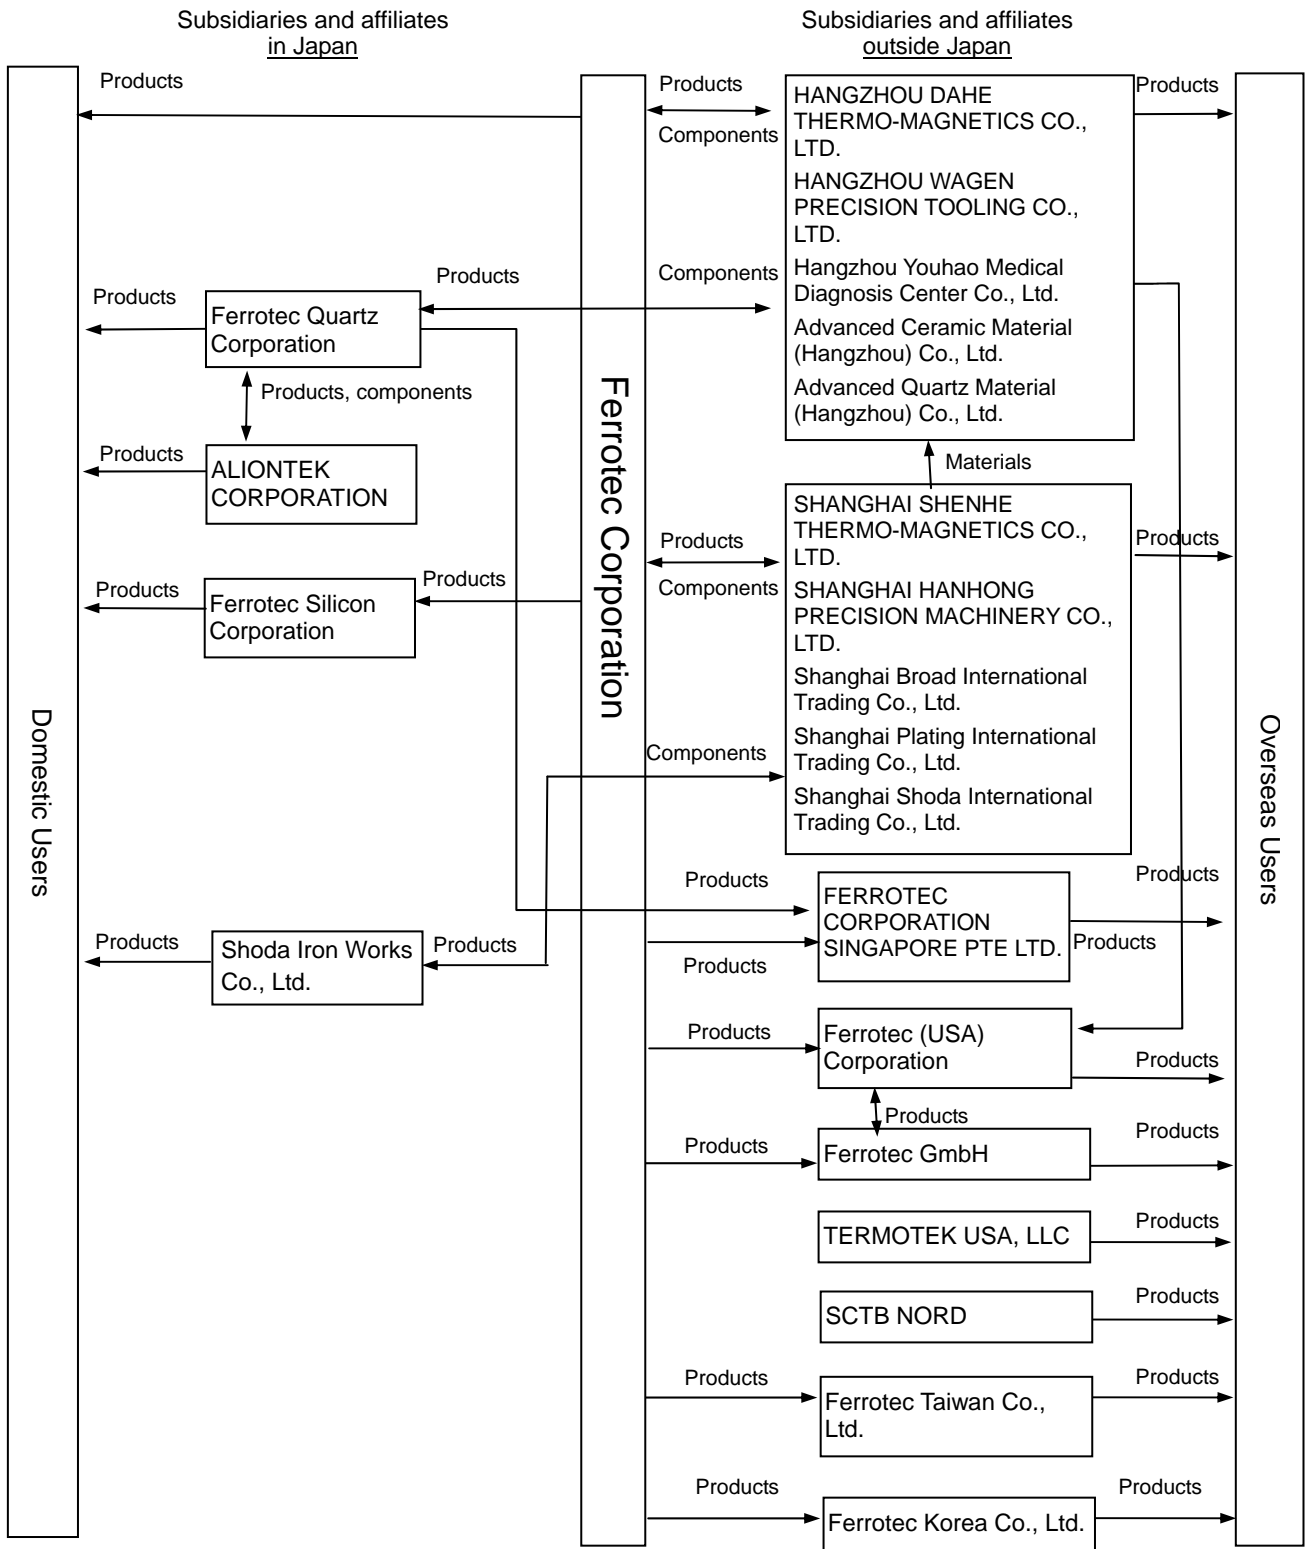 Subsidiaries and affiliates
in Japan
Subsidiaries and affiliates
outside Japan
Products
Products
Components
HANGZHOU DAHE
THERMO-MAGNETICS CO.,
LTD.
HANGZHOU WAGEN
PRECISION TOOLING CO.,
LTD.
Hangzhou Youhao Medical
Diagnosis Center Co., Ltd.
Advanced Ceramic Material
(Hangzhou) Co., Ltd.
Advanced Quartz Material
(Hangzhou) Co., Ltd.
Products
Products
Components
Products
Ferrotec Quartz
Corporation
Products, components
Products
ALIONTEK
CORPORATION
Materials
SHANGHAI SHENHE
THERMO-MAGNETICS CO.,
LTD.
SHANGHAI HANHONG
PRECISION MACHINERY CO.,
LTD.
Shanghai Broad International
Trading Co., Ltd.
Shanghai Plating International
Trading Co., Ltd.
Shanghai Shoda International
Trading Co., Ltd.
Products
Components
Products
Products
Ferrotec Silicon
Corporation
Products
Ferrotec Corporation
Domestic Users
Overseas Users
Components
Products
FERROTEC
CORPORATION
SINGAPORE PTE LTD.
Products
Products
Products
Products
Shoda Iron Works
Co., Ltd.
Products
Products
Ferrotec (USA)
Corporation
Products
Products
Products
Ferrotec GmbH
Products
TERMOTEK USA, LLC
Products
SCTB NORD
Products
Products
Ferrotec Taiwan Co.,
Ltd.
Products
Products
Ferrotec Korea Co., Ltd.
Products